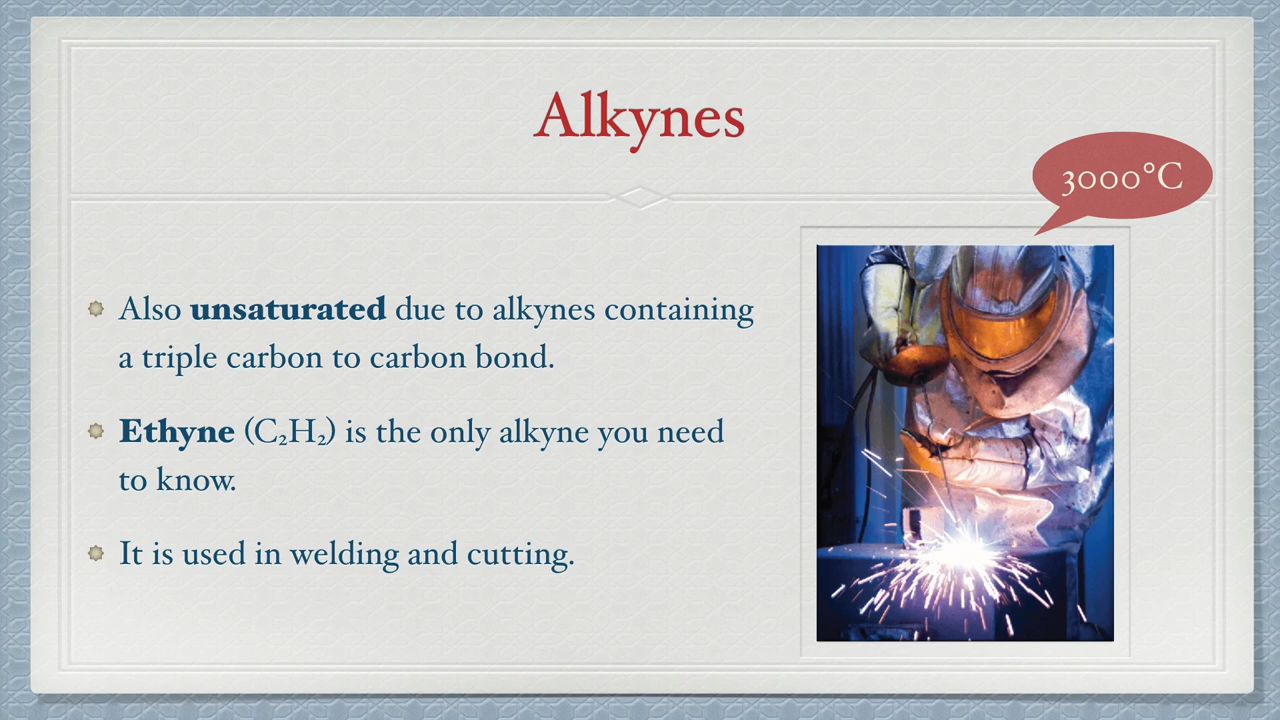 Alkynes
3000°C
Also unsaturated due to alkynes containing
a triple carbon to carbon bond.
Ethyne (C₂H₂) is the only alkyne you need
to know.
It is used in welding and cutting.